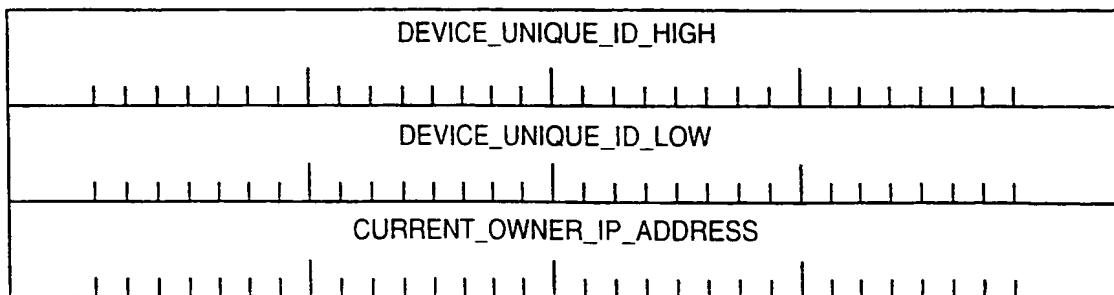 DEVICE_UNIQUE_ID_HIGH
DEVICE_UNIQUE_ID_LOW
CURRENT_OWNER_IP_ADDRESS